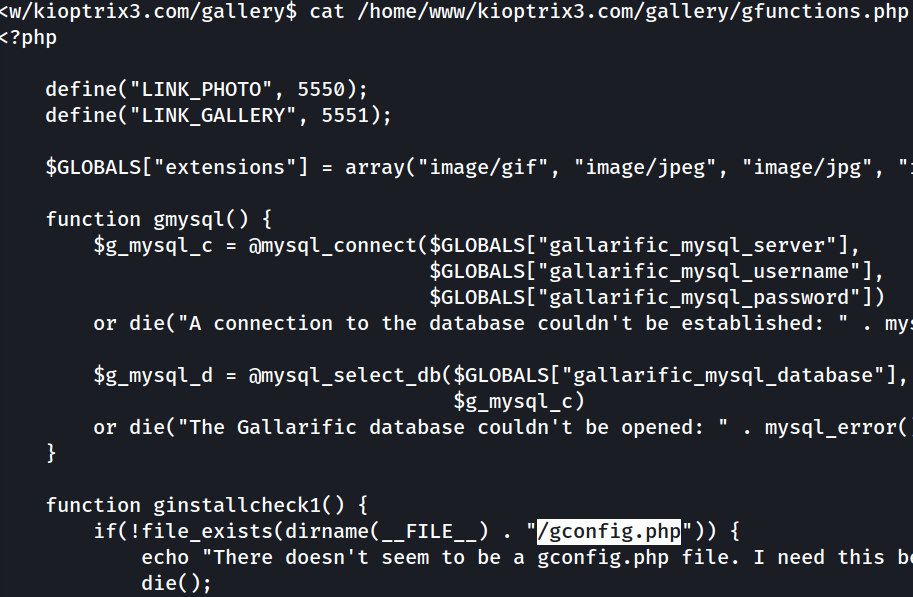 <w/kioptrix3.com/gallery$ cat /home/www/kioptrix3.com/gallery/gfunctions.php
<?php
define("LINK_PHOTO", 5550);
define("LINK_GALLERY", 5551);
$GLOBALS["extensions"] = array("image/gif", "image/jpeg", "image/jpg", "i
function gmysql() {
$g_mysql_c = @mysql_connect($GLOBALS["gallarific_mysql_server"],
$GLOBALS["gallarific_mysql_username"],
$GLOBALS["gallarific_mysql_password"])
or die("A connection to the database couldn't be established: " . mys
$g_mysql_d = @mysql_select_db($GLOBALS["gallarific_mysql_database"],
$g_mysql_c)
or die("The Gallarific database couldn't be opened: " . mysql_error(
}
function ginstallcheck1() {
if(!file_exists(dirname(__FILE__) . "/gconfig.php")) {
echo "There doesn't seem to be a gconfig.php file. I need this be
die();